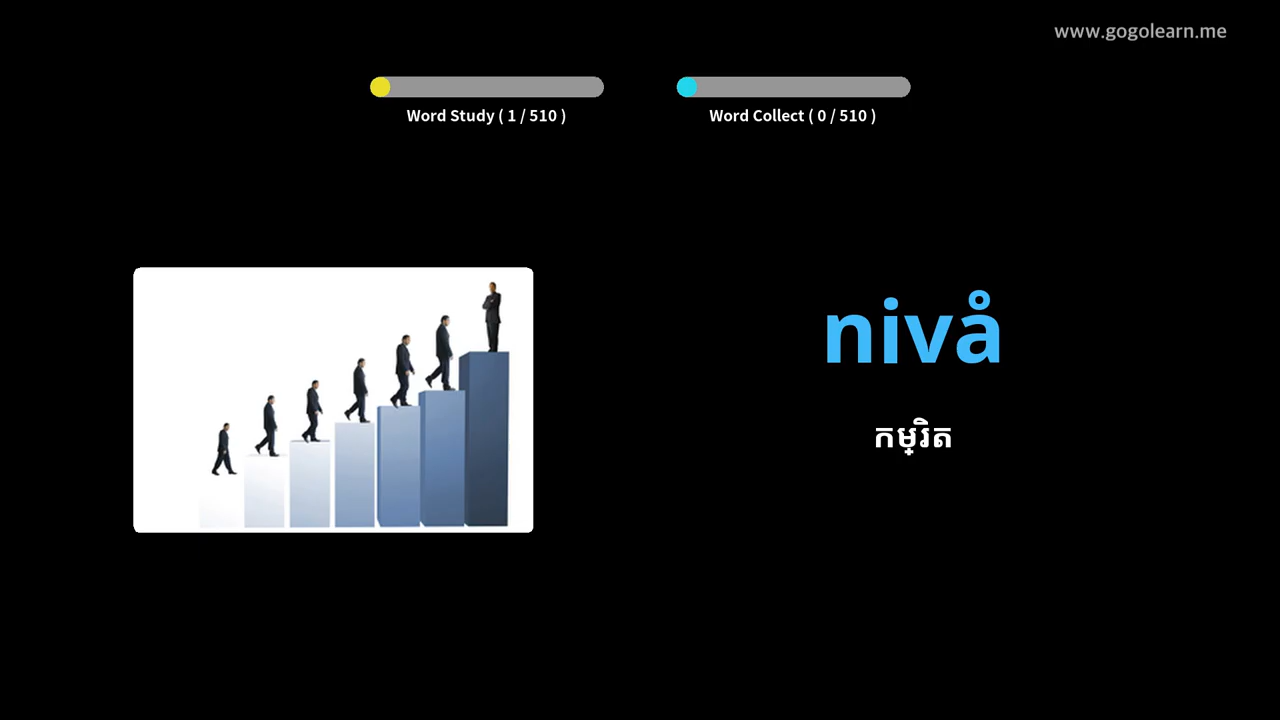 www.gogolearn.me
Word Study ( 1 / 510 )
Word Collect ( 0 / 510 )
nivå
កម្រិត